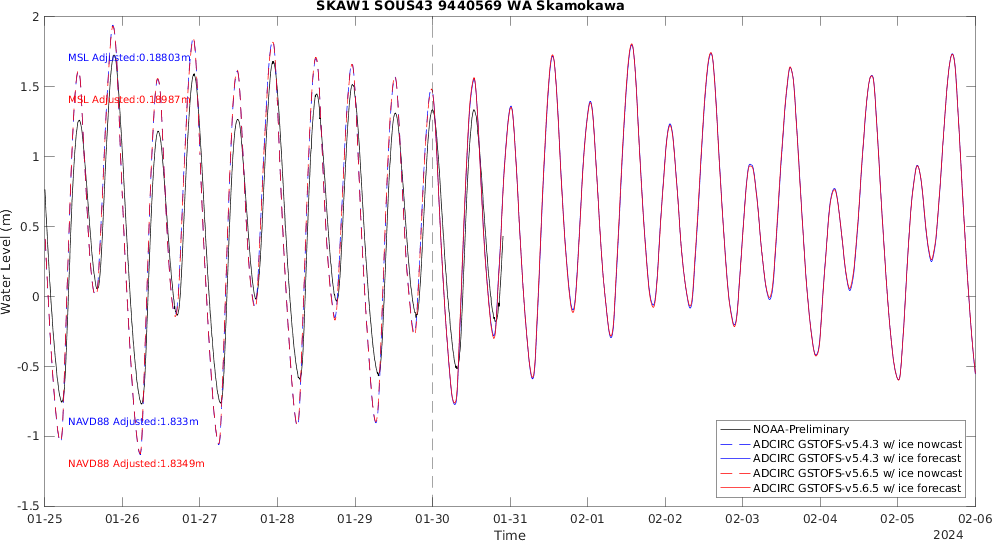 SKAW1 SOUS43 9440569 WA Skamokawa
2
1.5
1
0.5
0
-0.5
-1
-1.5
Water Level (m)
MSL Adjusted:0.18803m
MSL Adjusted:0.18987m
NAVD88 Adjusted:1.833m
NAVD88 Adjusted:1.8349m
NOAA-Preliminary
ADCIRC GSTOFS-v5.4.3 w/ ice nowcast
ADCIRC GSTOFS-v5.4.3 w/ ice forecast
ADCIRC GSTOFS-v5.6.5 w/ ice nowcast
ADCIRC GSTOFS-v5.6.5 w/ ice forecast
01-25 01-26 01-27 01-28 01-29 01-30 01-31 02-01 02-02 02-03 02-04 02-05 02-06
Time
2024